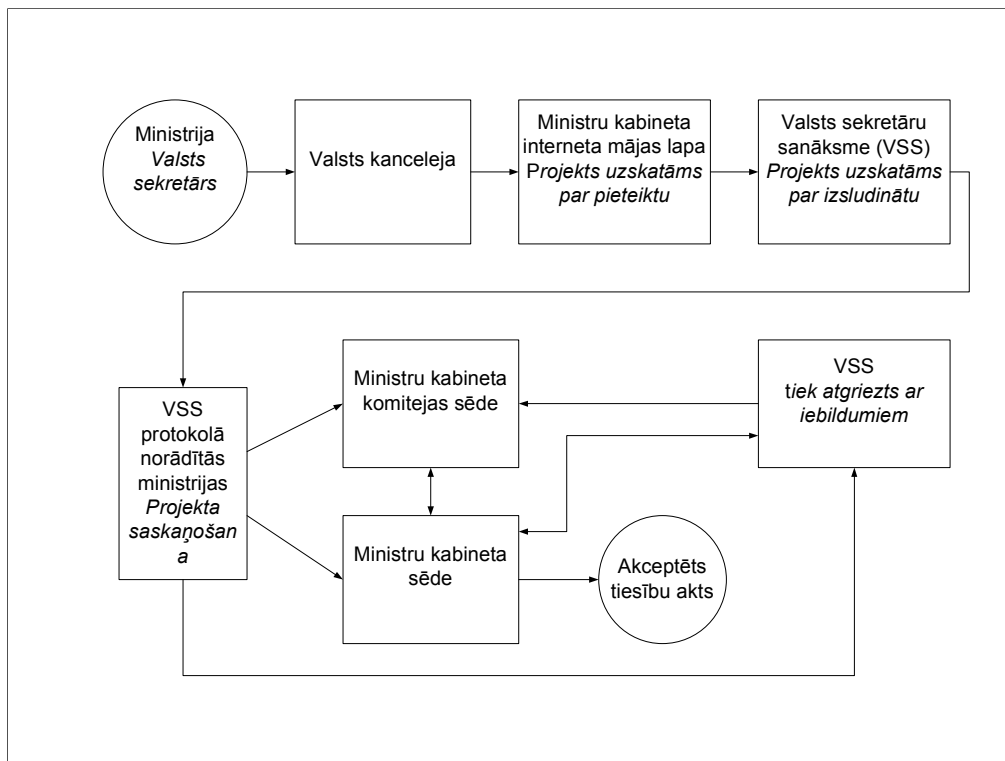 Ministrija
Valsts
sekretārs
Valsts kanceleja
Ministru kabineta
interneta mājas lapa
Projekts uzskatāms
par pieteiktu
Valsts sekretāru
sanāksme (VSS)
Projekts uzskatāms
par izsludinātu
VSS
protokolā
norādītās
ministrijas
Projekta
saskaņošan
a
Ministru kabineta
komitejas sēde
VSS
tiek atgriezts ar
iebildumiem
Ministru kabineta
sēde
Akceptēts
tiesību akts